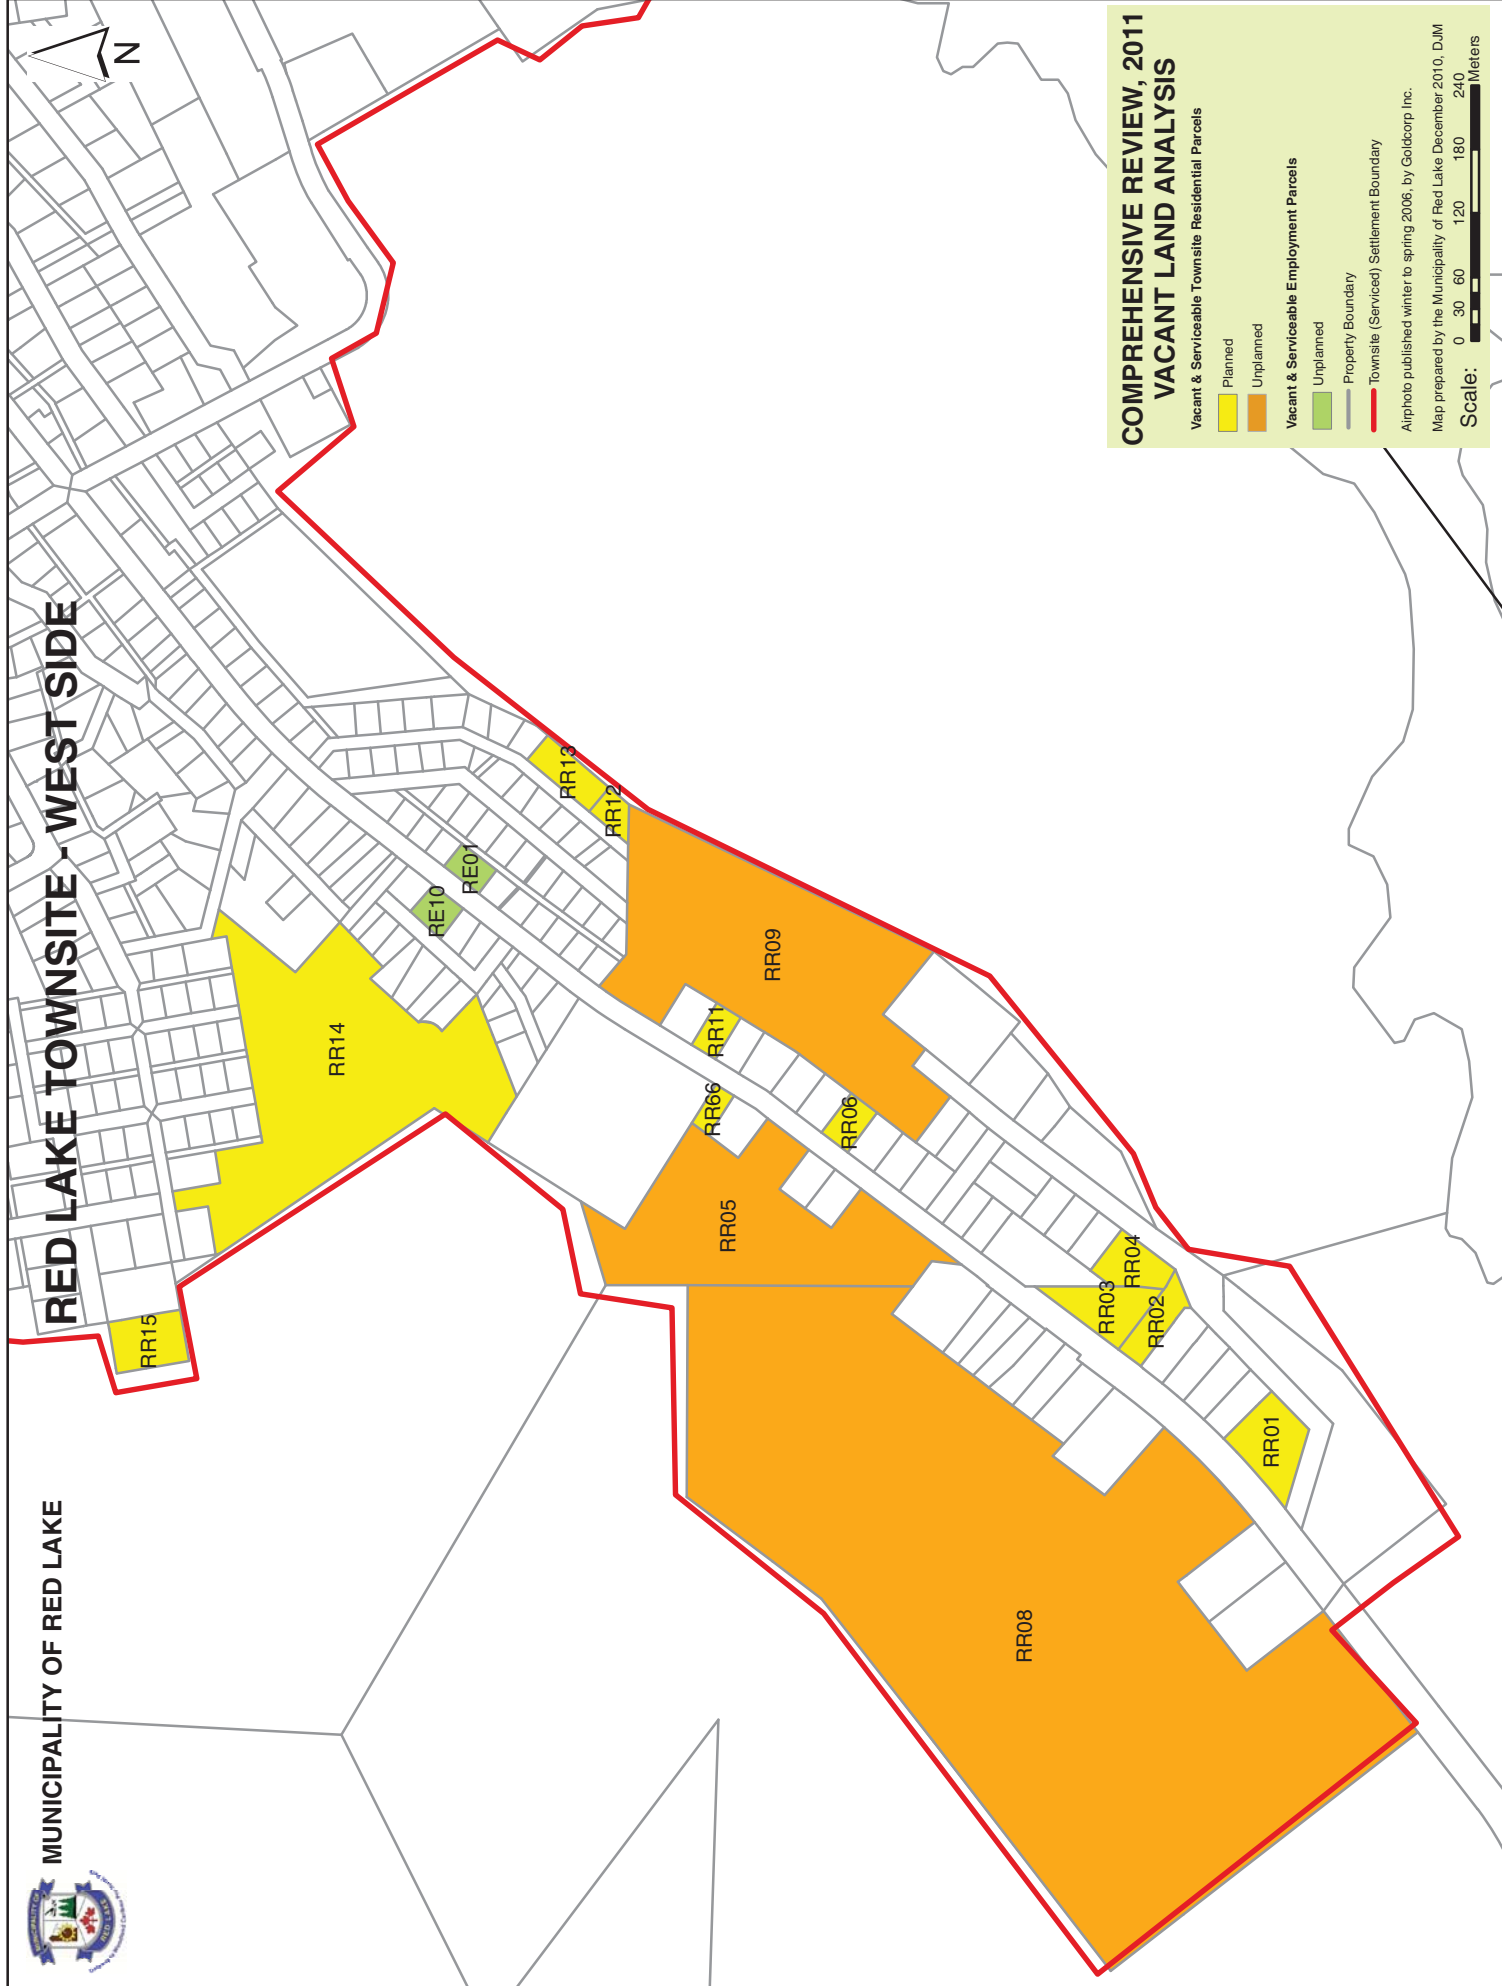 MUNICIPALITY OF RED LAKE
RED LAKE TOWNSITE - WEST SIDE
N
MUNICIPALITY OF
RED LAKE
RR15
RR14
RE10
RE01
RR13
RR12
RR09
RR11
RR66
RR06
RR05
RR04
RR03
RR02
RR01
RR08
COMPREHENSIVE REVIEW, 2011
VACANT LAND ANALYSIS
Vacant & Serviceable Townsite Residential Parcels
Planned
Unplanned
Vacant & Serviceable Employment Parcels
Unplanned
Property Boundary
Townsite (Serviced) Settlement Boundary
Airphoto published winter to spring 2006, by Goldcorp Inc.
Map prepared by the Municipality of Red Lake December 2010, DJM
Scale: 0 30 60 120 180 240
Meters